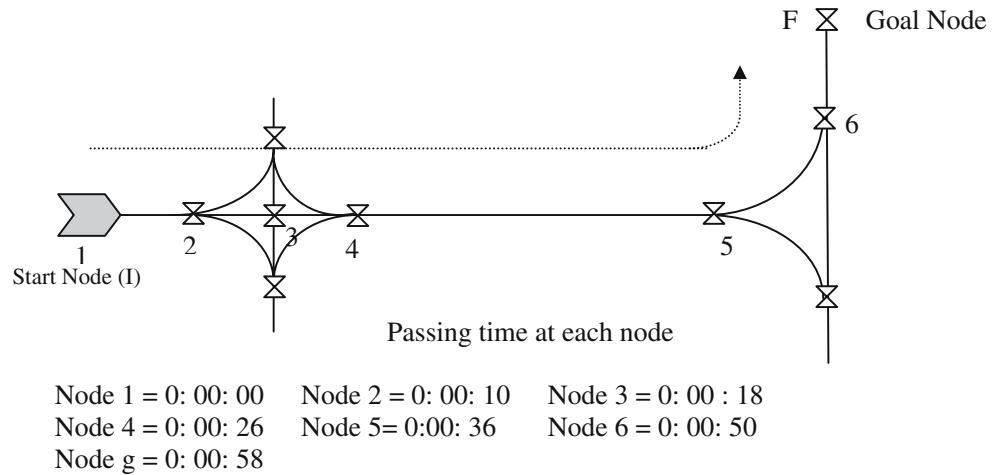 F Goal Node
6
1 2 3 4 5
Start Node (I)
Passing time at each node
Node 1 = 0: 00: 00 Node 2 = 0: 00: 10 Node 3 = 0: 00 : 18
Node 4 = 0: 00: 26 Node 5= 0:00: 36 Node 6 = 0: 00: 50
Node g = 0: 00: 58